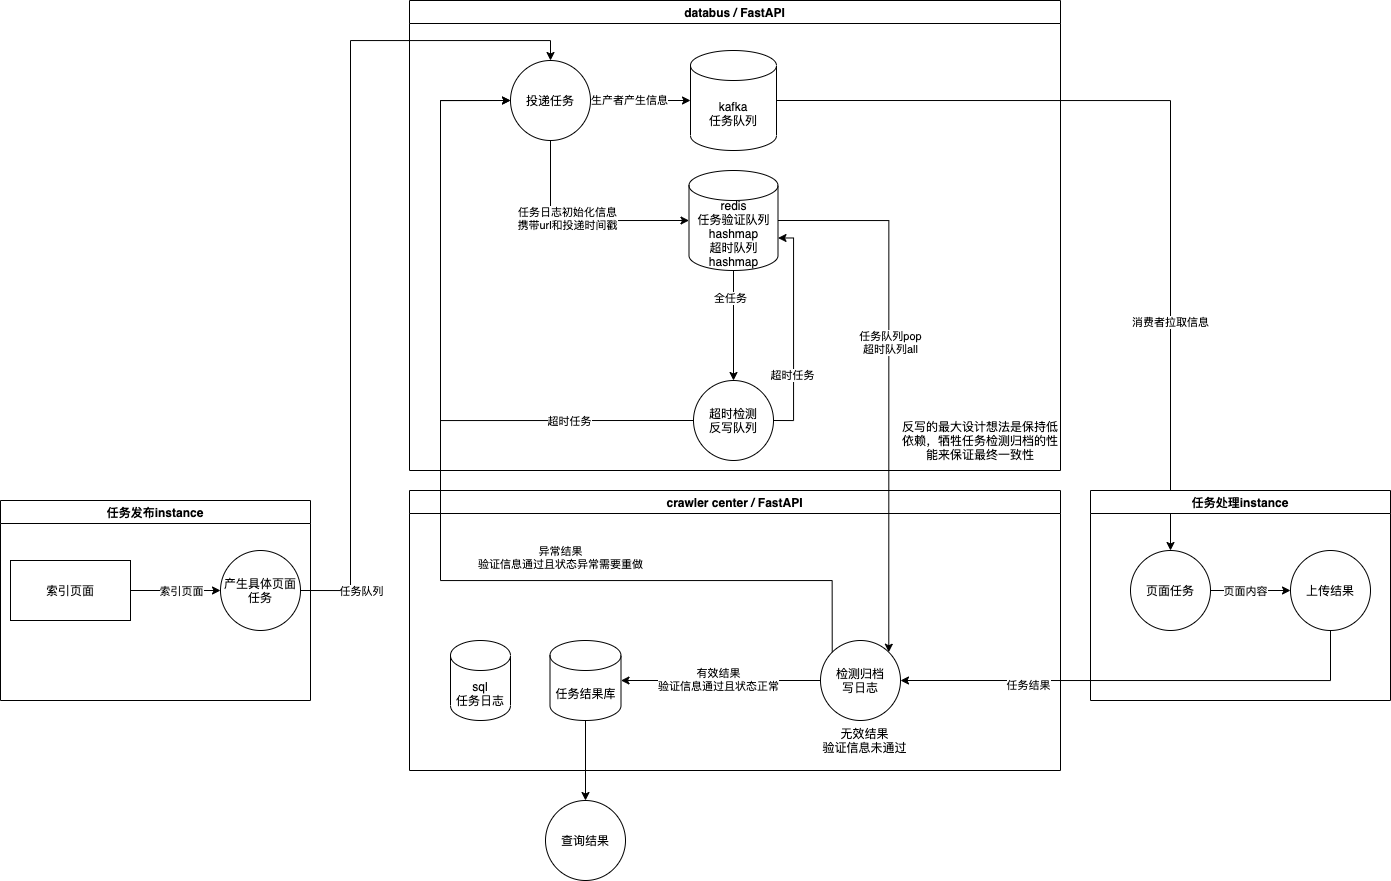 databus / FastAPI
投递任务
生产者产生信息
kafka
任务队列
任务日志初始化信息
携带url和投递时间戳
redis
任务验证队列
hashmap
超时队列
hashmap
全任务
任务队列pop
超时队列all
消费者拉取信息
超时任务
超时检测
反写队列
超时任务
反写的最大设计想法是保持低
依赖，牺牲任务检测归档的性
能来保证最终一致性
任务发布instance
索引页面
索引页面
产生具体页面
任务
任务队列
crawler center / FastAPI
异常结果
验证信息通过且状态异常需要重做
sql
任务日志
任务结果库
有效结果
验证信息通过且状态正常
检测归档
写日志
无效结果
验证信息未通过
任务结果
任务处理instance
页面任务
页面内容
上传结果
查询结果